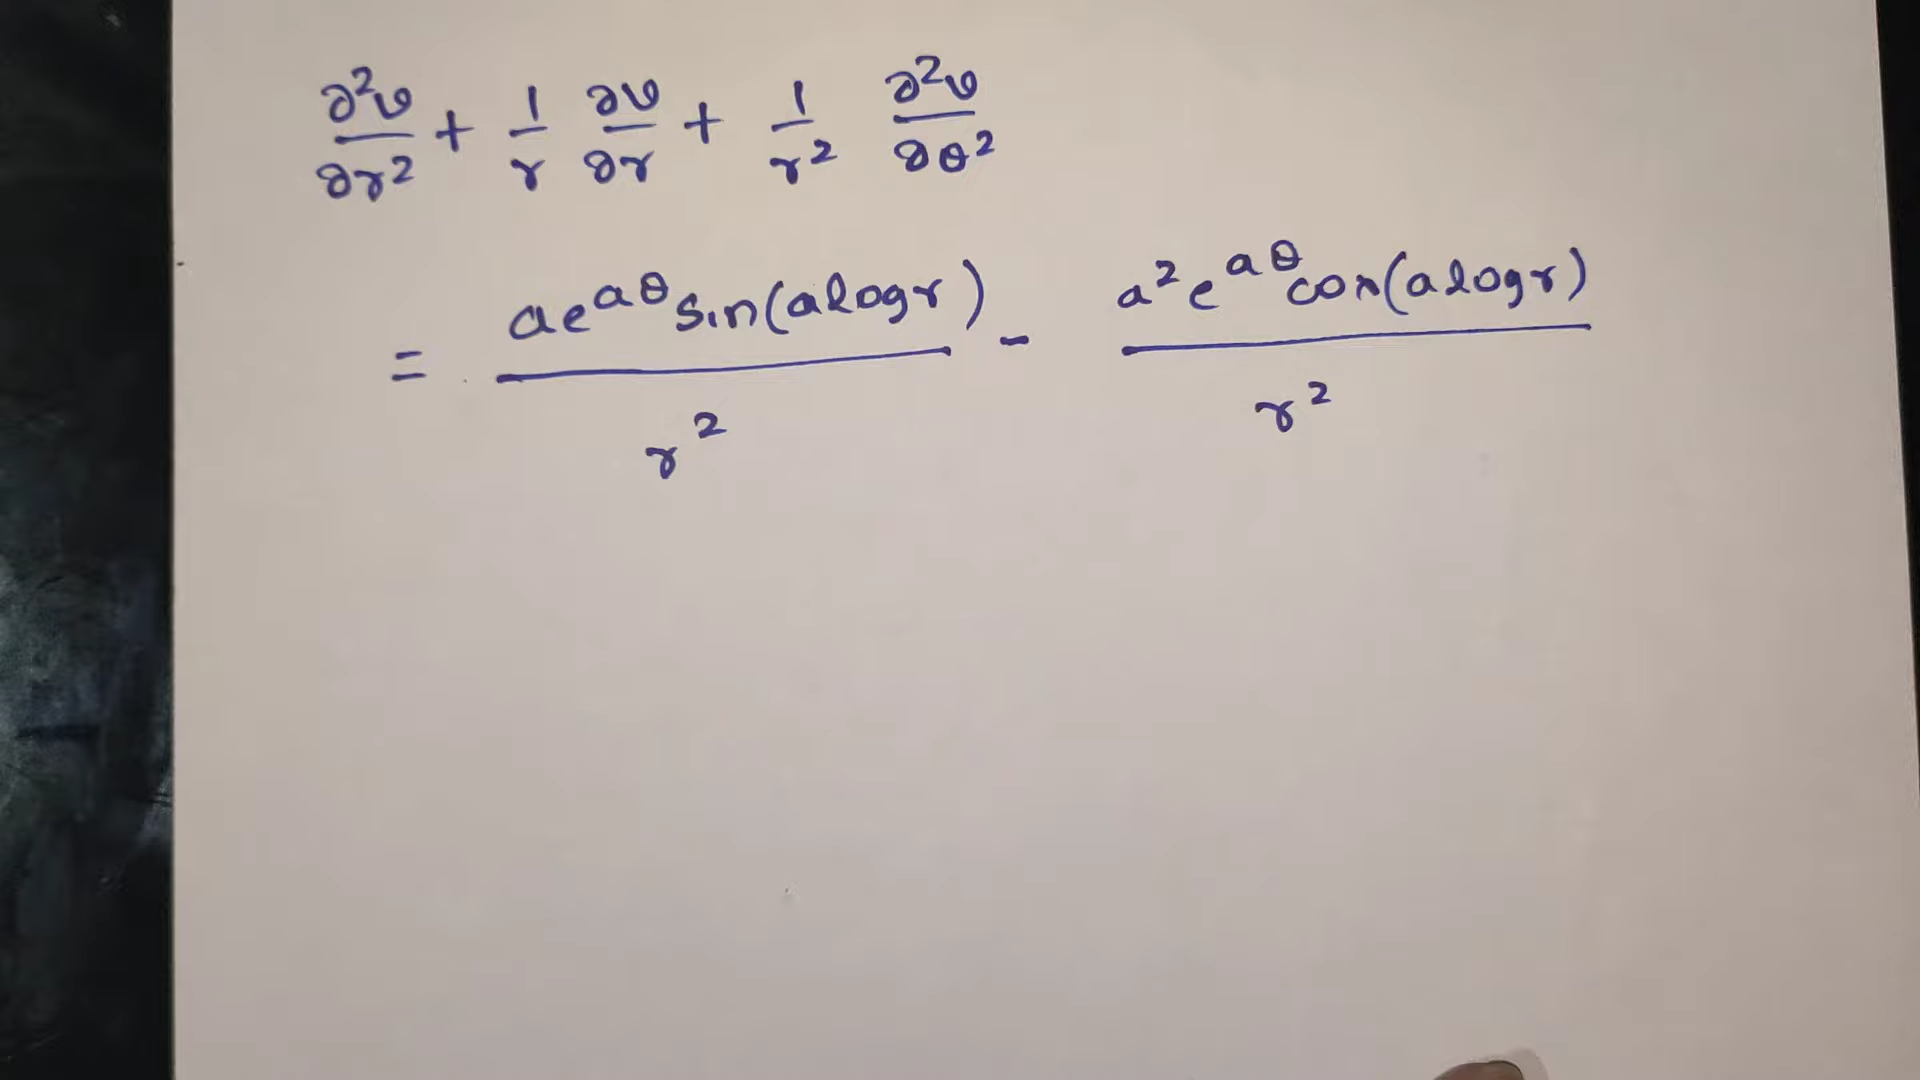 ∂²v/∂r² + 1/r ∂v/∂r + 1/r² ∂²v/∂θ²
= ae^{aθ} sin(a log r)/r² - a²e^{aθ} cos(a log r)/r²